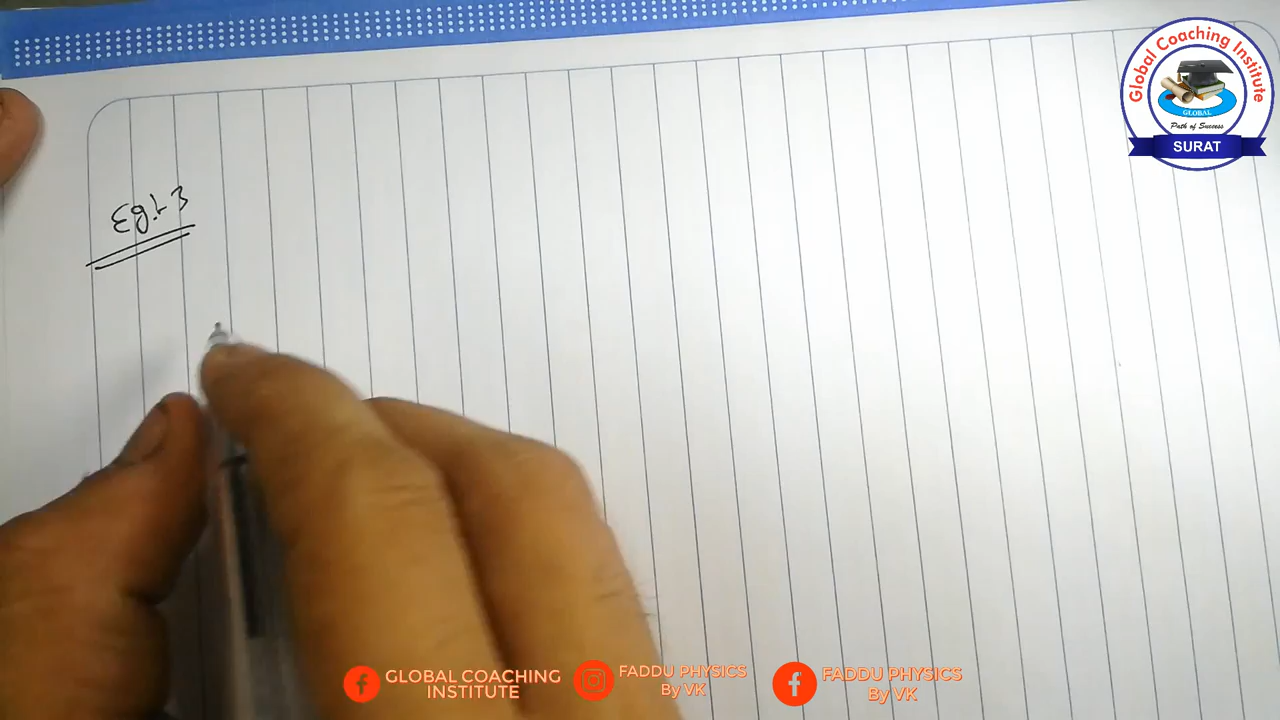 Eg:- 3
Global Coaching Institute
GLOBAL
Path of Success
SURAT
GLOBAL COACHING
INSTITUTE
FADDU PHYSICS
By VK
FADDU PHYSICS
By VK